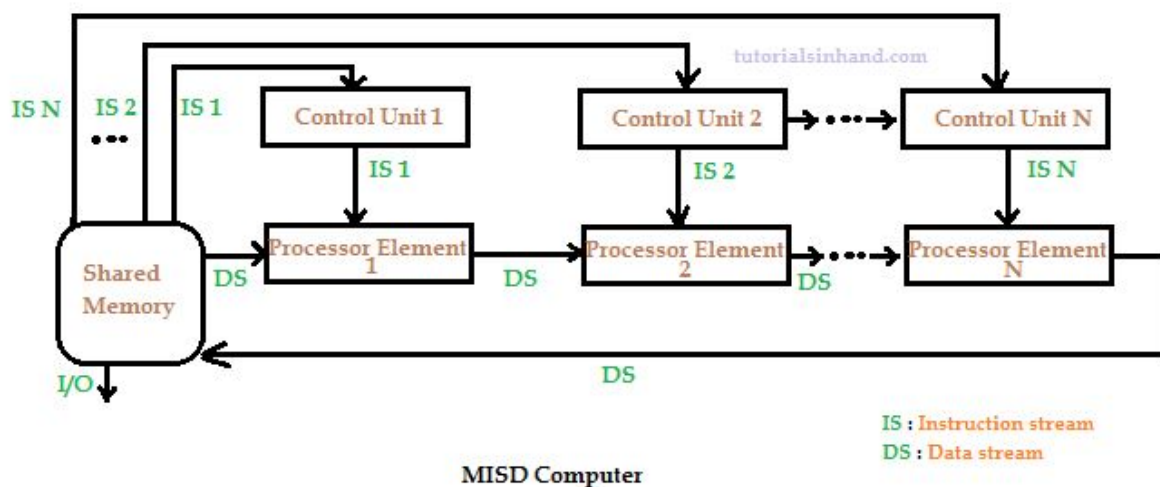 tutorialsinhand.com
IS N
IS 2
IS 1
Control Unit 1
Control Unit 2
Control Unit N
IS 1
IS 2
IS N
Shared
Memory
DS
Processor Element
1
DS
Processor Element
2
DS
Processor Element
N
I/O
DS
IS : Instruction stream
DS : Data stream
MISD Computer